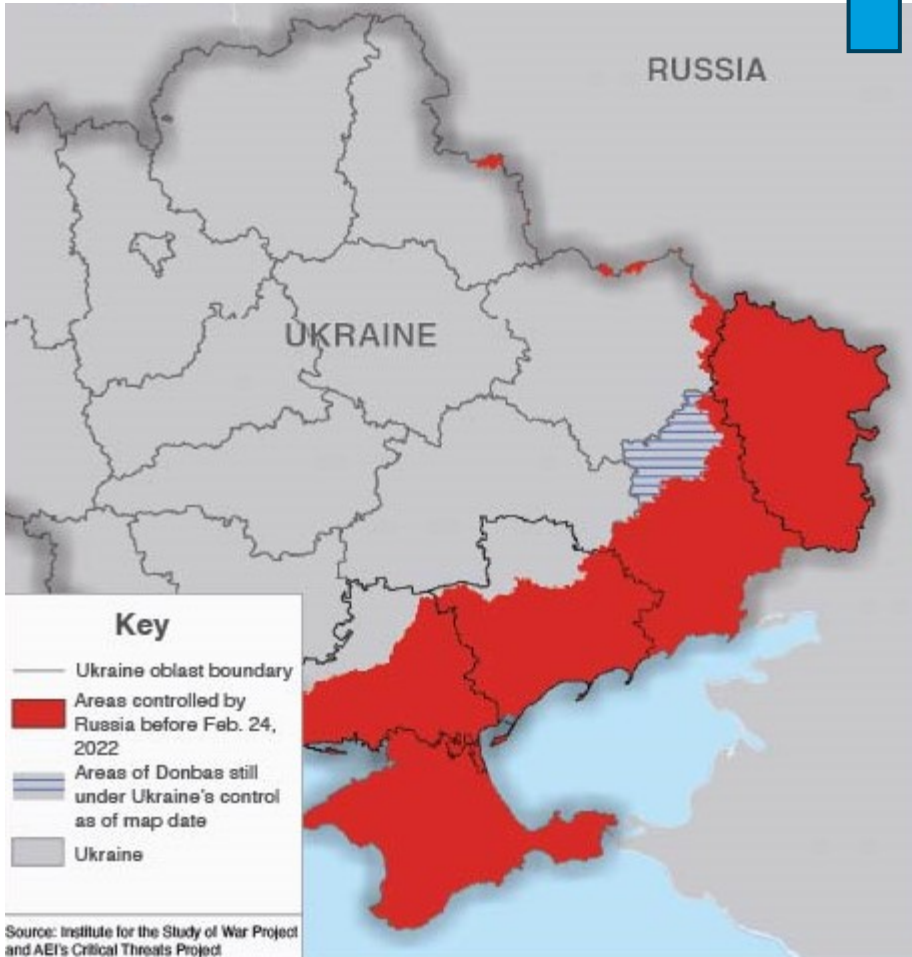 RUSSIA
UKRAINE
Key
Ukraine oblast boundary
Areas controlled by
Russia before Feb. 24,
2022
Areas of Donbas still
under Ukraine's control
as of map date
Ukraine
Source: Institute for the Study of War Project
and AEI's Critical Threats Project